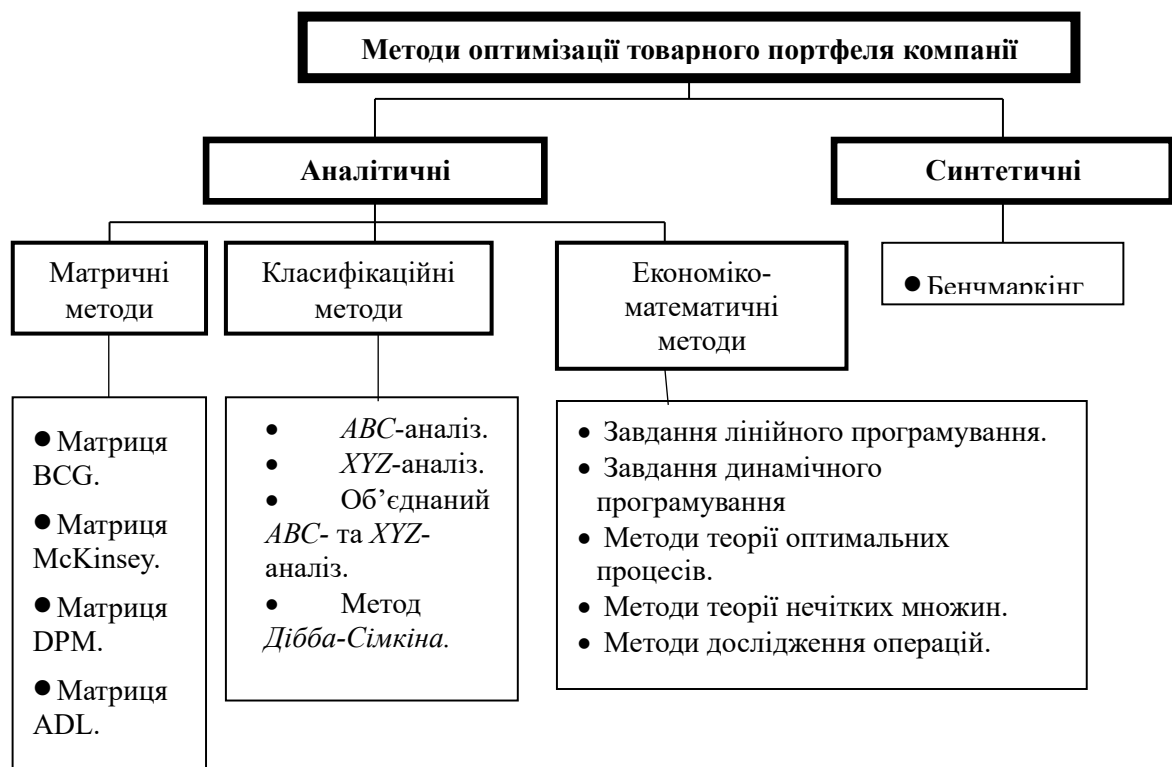 Методи оптимізації товарного портфеля компанії
Аналітичні
Синтетичні
Матричні
методи
Класифікаційні
методи
Економіко-
математичні
методи
● Бенчмаркінг
● Матриця
BCG.
● Матриця
McKinsey.
● Матриця
DPM.
● Матриця
ADL.
• ABC-аналіз.
• XYZ-аналіз.
• Об’єднаний
ABC- та XYZ-
аналіз.
• Метод
Дібба-Сімкіна.
• Завдання лінійного програмування.
• Завдання динамічного
програмування
• Методи теорії оптимальних
процесів.
• Методи теорії нечітких множин.
• Методи дослідження операцій.